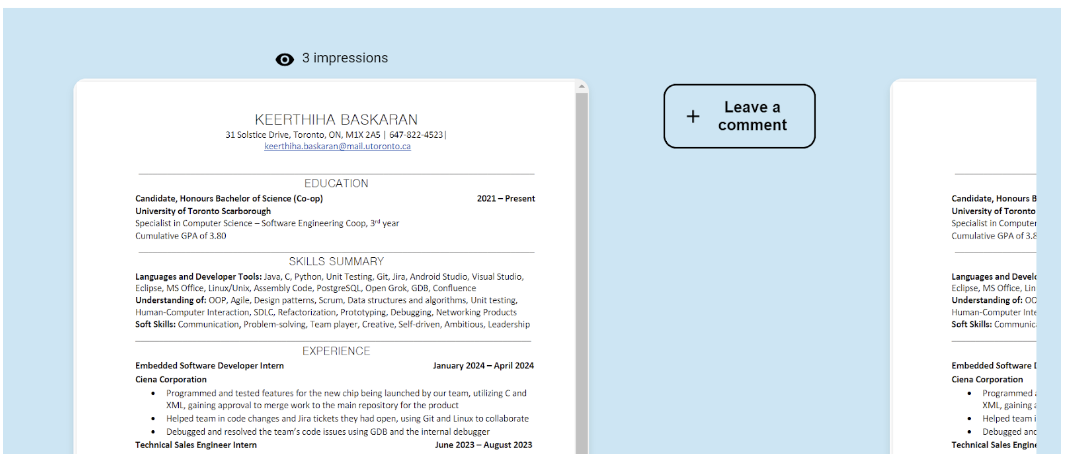 3 impressions
KEERTHIHA BASKARAN
31 Solstice Drive, Toronto, ON, M1X 2A5 | 647-822-4523|
keerthiha.baskaran@mail.utoronto.ca
EDUCATION
Candidate, Honours Bachelor of Science (Co-op) 2021 – Present
University of Toronto Scarborough
Specialist in Computer Science – Software Engineering Coop, 3rd year
Cumulative GPA of 3.80
SKILLS SUMMARY
Languages and Developer Tools: Java, C, Python, Unit Testing, Git, Jira, Android Studio, Visual Studio,
Eclipse, MS Office, Linux/Unix, Assembly Code, PostgreSQL, Open Grok, GDB, Confluence
Understanding of: OOP, Agile, Design patterns, Scrum, Data structures and algorithms, Unit testing,
Human-Computer Interaction, SDLC, Refactorization, Prototyping, Debugging, Networking Products
Soft Skills: Communication, Problem-solving, Team player, Creative, Self-driven, Ambitious, Leadership
EXPERIENCE
Embedded Software Developer Intern January 2024 – April 2024
Ciena Corporation
• Programmed and tested features for the new chip being launched by our team, utilizing C and
XML, gaining approval to merge work to the main repository for the product
• Helped team in code changes and Jira tickets they had open, using Git and Linux to collaborate
• Debugged and resolved the team's code issues using GDB and the internal debugger
Technical Sales Engineer Intern June 2023 – August 2023
+ Leave a
comment
Candidate, Honours B
University of Toronto
Specialist in Computer
Cumulative GPA of 3.8
Languages and Devel
Eclipse, MS Office, Lin
Understanding of: OO
Human-Computer Inte
Soft Skills: Communic
Embedded Software D
Ciena Corporation
• Programmed a
XML, gaining a
• Helped team i
• Debugged and
Technical Sales Engine